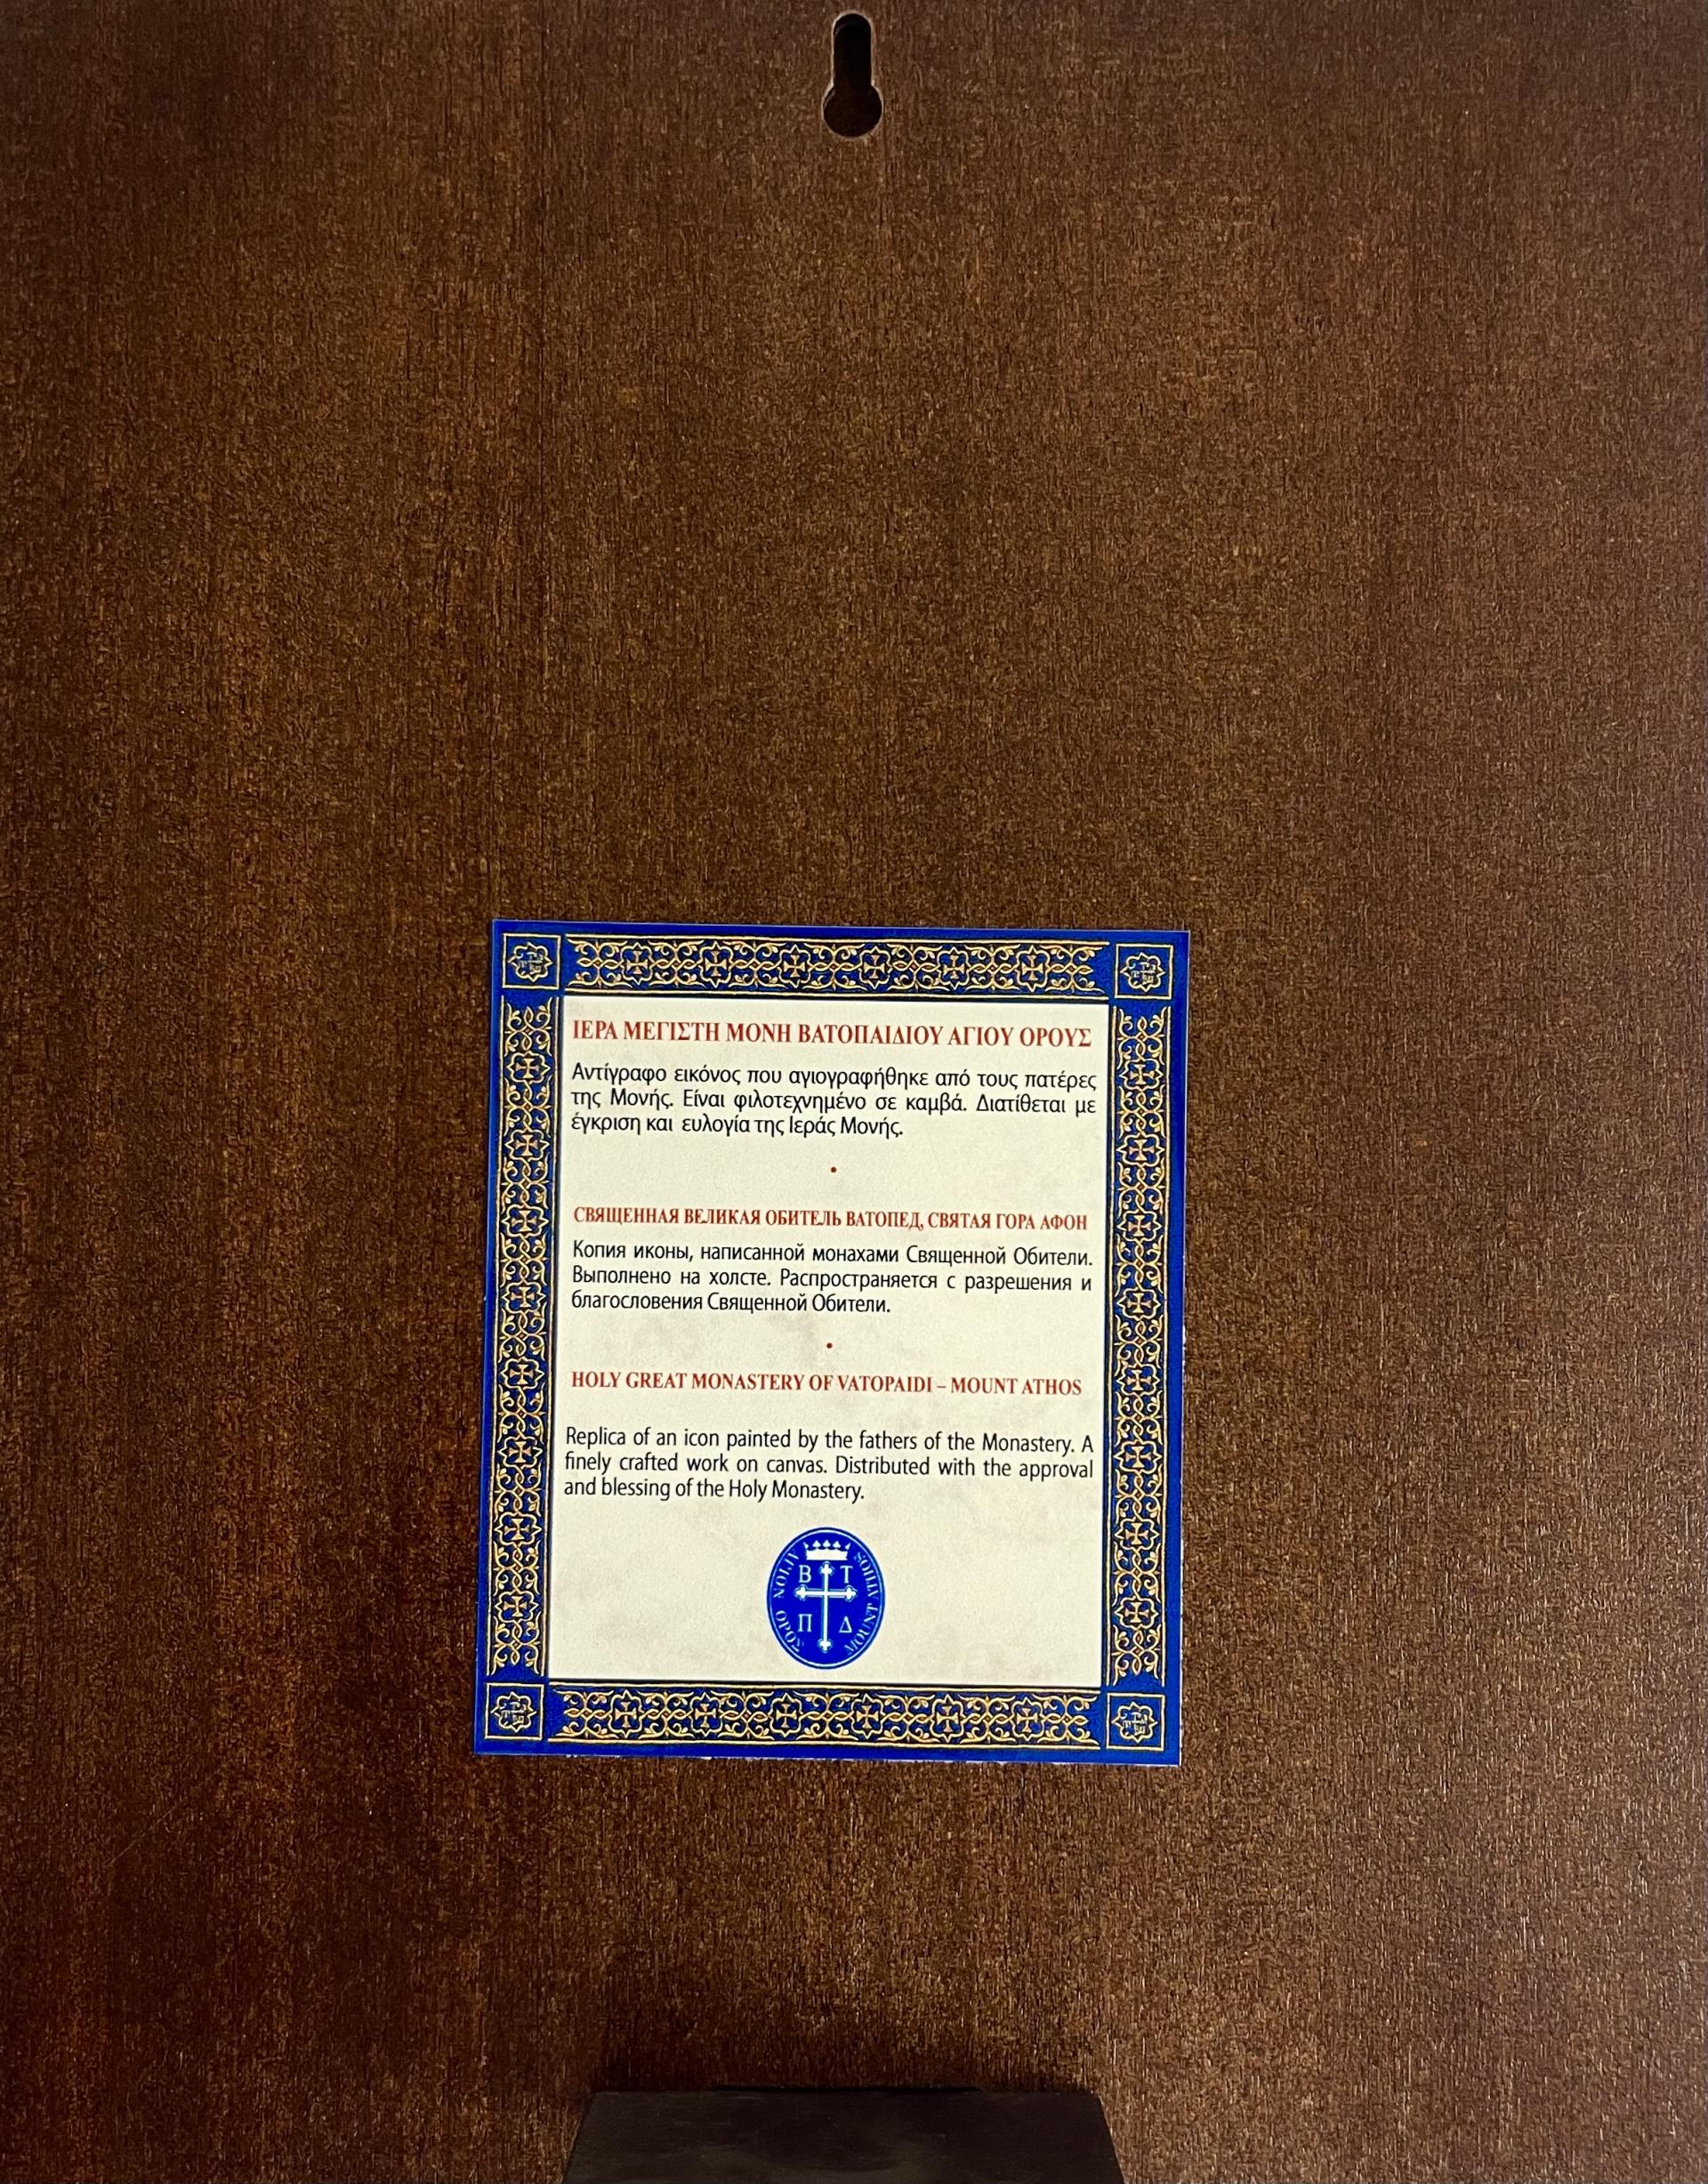 ΙΕΡΑ ΜΕΓΙΣΤΗ ΜΟΝΗ ΒΑΤΟΠΑΙΔΙΟΥ ΑΓΙΟΥ ΟΡΟΥΣ
Αντίγραφο εικόνος που αγιογραφήθηκε από τους πατέρες
της Μονής. Είναι φιλοτεχνημένο σε καμβά. Διατίθεται με
έγκριση και ευλογία της Ιεράς Μονής.
•
СВЯЩЕННАЯ ВЕЛИКАЯ ОБИТЕЛЬ ВАТОПЕД, СВЯТАЯ ГОРА АФОН
Копия иконы, написанной монахами Священной Обители.
Выполнено на холсте. Распространяется с разрешения и
благословения Священной Обители.
•
HOLY GREAT MONASTERY OF VATOPAIDI – MOUNT ATHOS
Replica of an icon painted by the fathers of the Monastery. A
finely crafted work on canvas. Distributed with the approval
and blessing of the Holy Monastery.
Β Τ
Π Δ
ΑΓΙΟΝ ΟΡΟΣ
MOUNT ATHOS